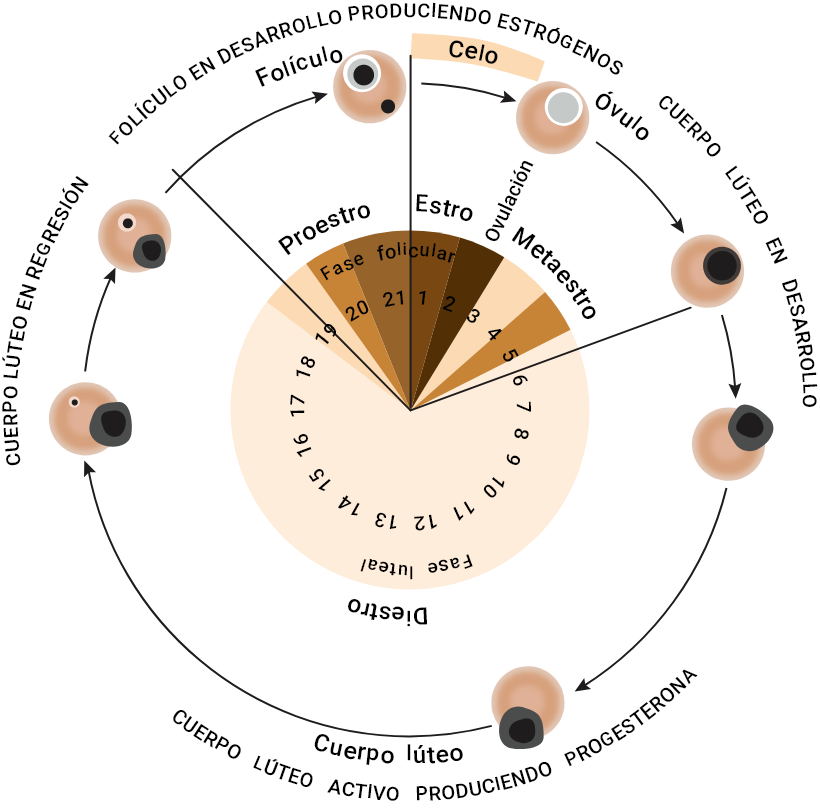 FOLÍCULO EN DESARROLLO PRODUCIENDO ESTRÓGENOS
Celo
Folículo
Óvulo
CUERPO LÚTEO EN DESARROLLO
CUERPO LÚTEO EN REGRESIÓN
Proestro
Estro
Ovulación
Metaestro
Fase folicular
21
1
2
3
4
5
6
7
8
9
10
11
12
13
14
15
16
17
18
19
20
Fase luteal
Diestro
Cuerpo lúteo
CUERPO LÚTEO ACTIVO PRODUCIENDO PROGESTERONA